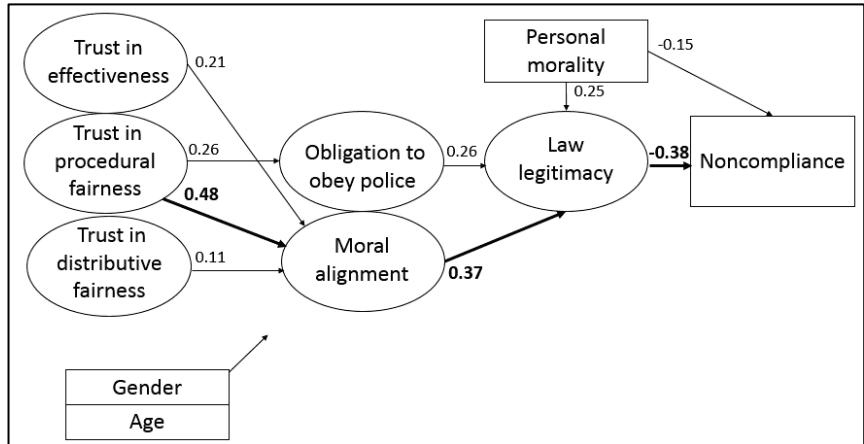 Trust in
effectiveness
0.21
Personal
morality
-0.15
0.25
Trust in
procedural
fairness
0.26
0.48
Obligation to
obey police
0.26
Law
legitimacy
-0.38
Noncompliance
Trust in
distributive
fairness
0.11
Moral
alignment
0.37
Gender
Age